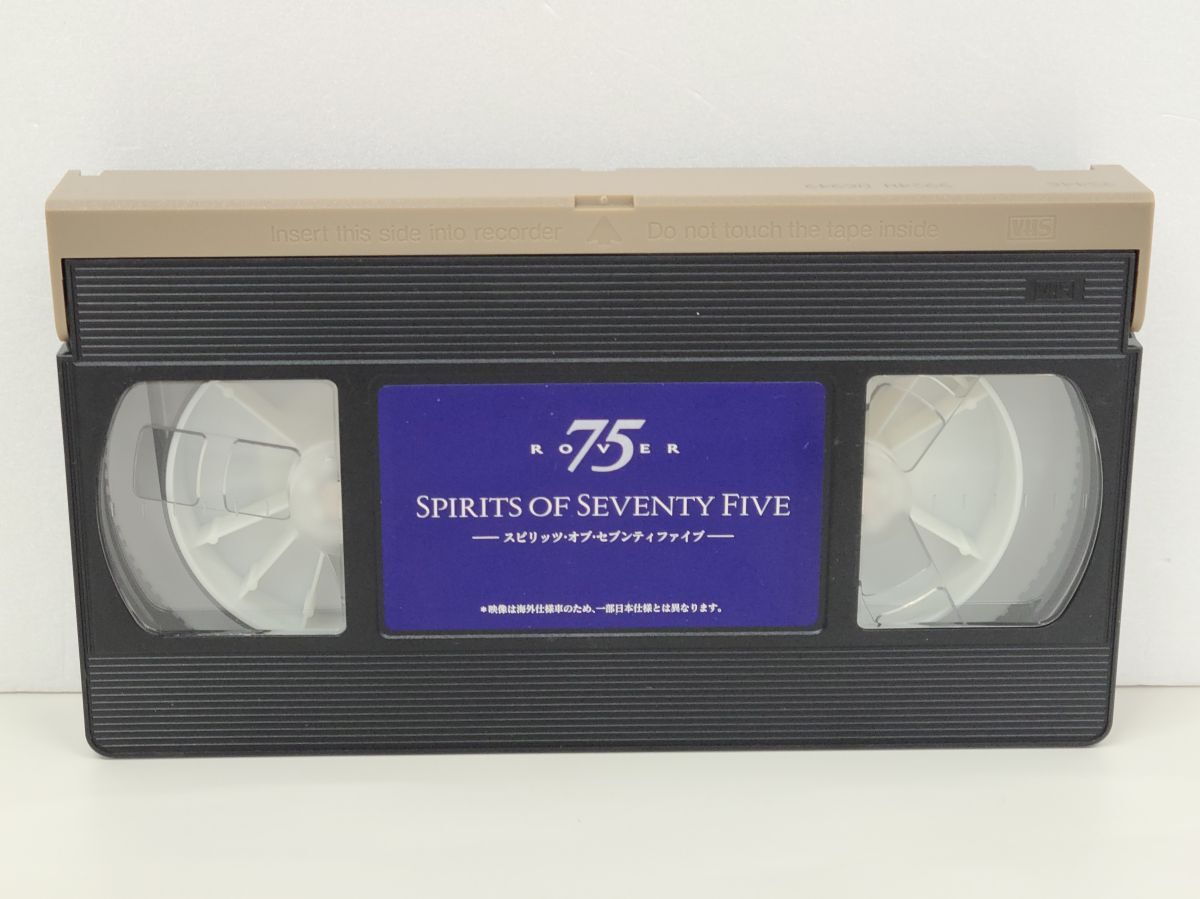 Insert this side into recorder Do not touch the tape inside VHS
75
ROVER
SPIRITS OF SEVENTY FIVE
スピリッツ・オブ・セブンティファイブ
*映像は海外仕様車のため、一部日本仕様とは異なります。